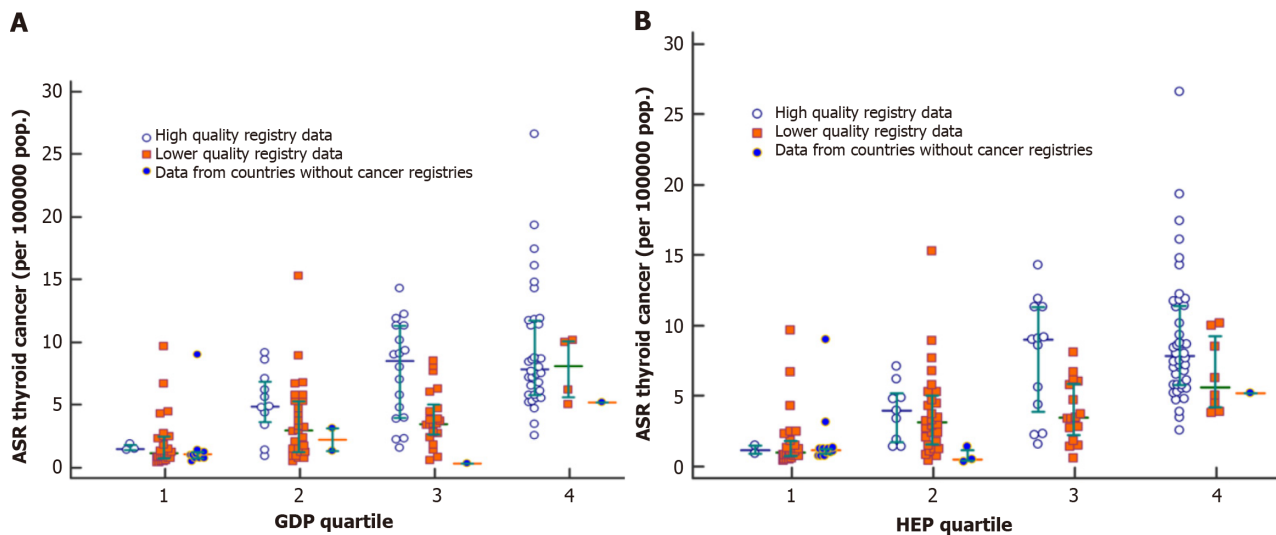 A
ASR thyroid cancer (per 100000 pop.)
30
25
20
15
10
5
0
High quality registry data
Lower quality registry data
Data from countries without cancer registries
1 2 3 4
GDP quartile
B
ASR thyroid cancer (per 100000 pop.)
30
25
20
15
10
5
0
High quality registry data
Lower quality registry data
Data from countries without cancer registries
1 2 3 4
HEP quartile